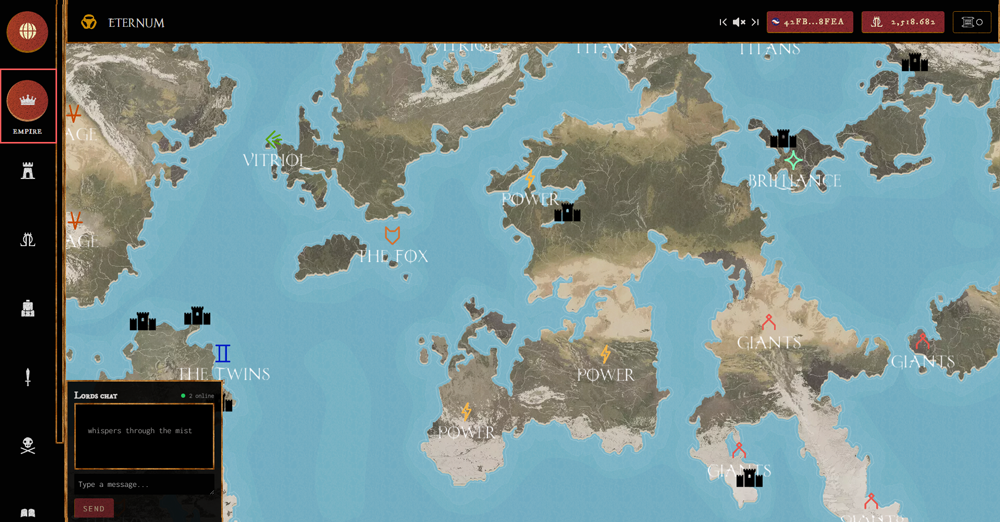 ETERNUM
42FB...8FEA
2,518.682
0
EMPIRE
VITRIOL
TITANS
TITANS
AGE
VITRIOL
POWER
BRILLIANCE
AGE
THE FOX
GIANTS
GIANTS
THE TWINS
POWER
POWER
GIANTS
GIANTS
Lords chat
2 online
whispers through the mist
Type a message...
SEND